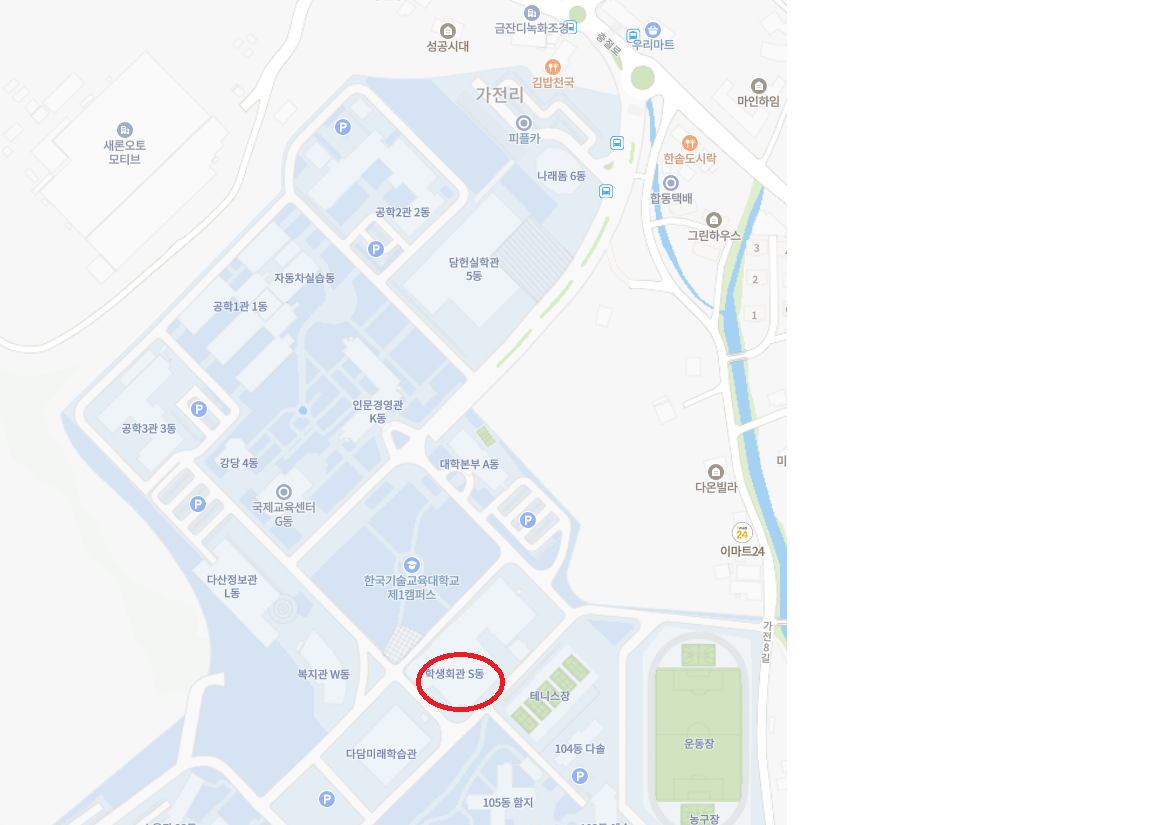 금잔디녹화조경
성공시대
우리마트
충절로
김밥천국
가전리
마인하임
새론오토
모티브
피플카
한솔도시락
나래돔 6동
합동택배
공학2관 2동
그린하우스
담헌실학관
5동
자동차실습동
공학1관 1동
3
2
1
인문경영관
K동
공학3관 3동
강당 4동
대학본부 A동
국제교육센터
G동
다온빌라
24
이마트24
한국기술교육대학교
제1캠퍼스
다산정보관
L동
가전8길
복지관 W동
학생회관 S동
테니스장
다담미래학습관
104동 다솔
운동장
105동 함지
농구장
P
P
P
P
P
P
P